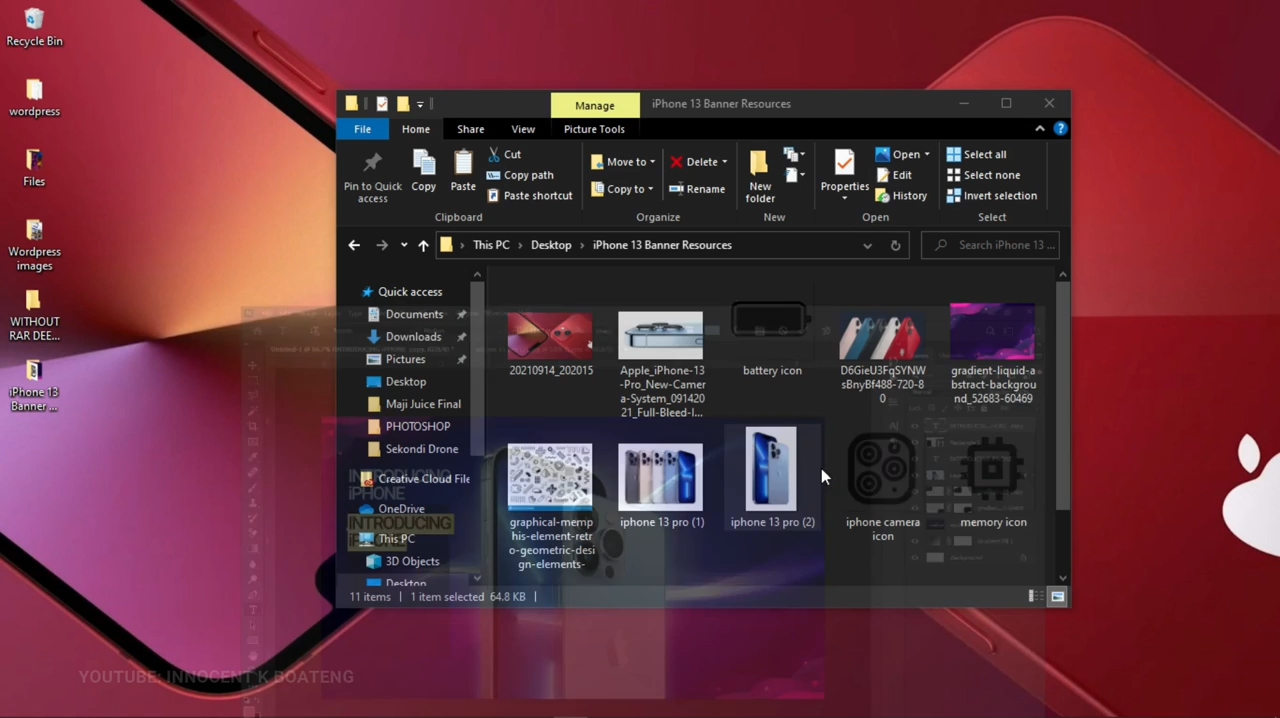 Recycle Bin
wordpress
Files
Wordpress
images
WITHOUT
RAR DEE...
iPhone 13
Banner ...
Manage
iPhone 13 Banner Resources
File
Home
Share
View
Picture Tools
Pin to Quick
access
Copy
Paste
Cut
Copy path
Paste shortcut
Clipboard
Move to
Copy to
Delete
Rename
Organize
New
folder
New
Properties
Open
Edit
History
Open
Select all
Select none
Invert selection
Select
This PC
Desktop
iPhone 13 Banner Resources
Search iPhone 13 ...
Quick access
Documents
Downloads
Pictures
Desktop
Maji Juice Final
PHOTOSHOP
Sekondi Drone
Creative Cloud File
OneDrive
This PC
3D Objects
Desktop
20210914_202015
Apple_iPhone-13
-Pro_New-Camer
a-System_091420
21_Full-Bleed-I...
battery icon
D6GieU3FqSYNW
sBnyBf488-720-8
0
gradient-liquid-a
bstract-backgrou
nd_52683-60469
graphical-memp
his-element-retr
o-geometric-desi
gn-elements-
iphone 13 pro (1)
iphone 13 pro (2)
iphone camera
icon
memory icon
INTRODUCING
IPHONE
INTRODUCING
11 items
1 item selected 64.8 KB
YOUTUBE: INNOCENT K BOATENG